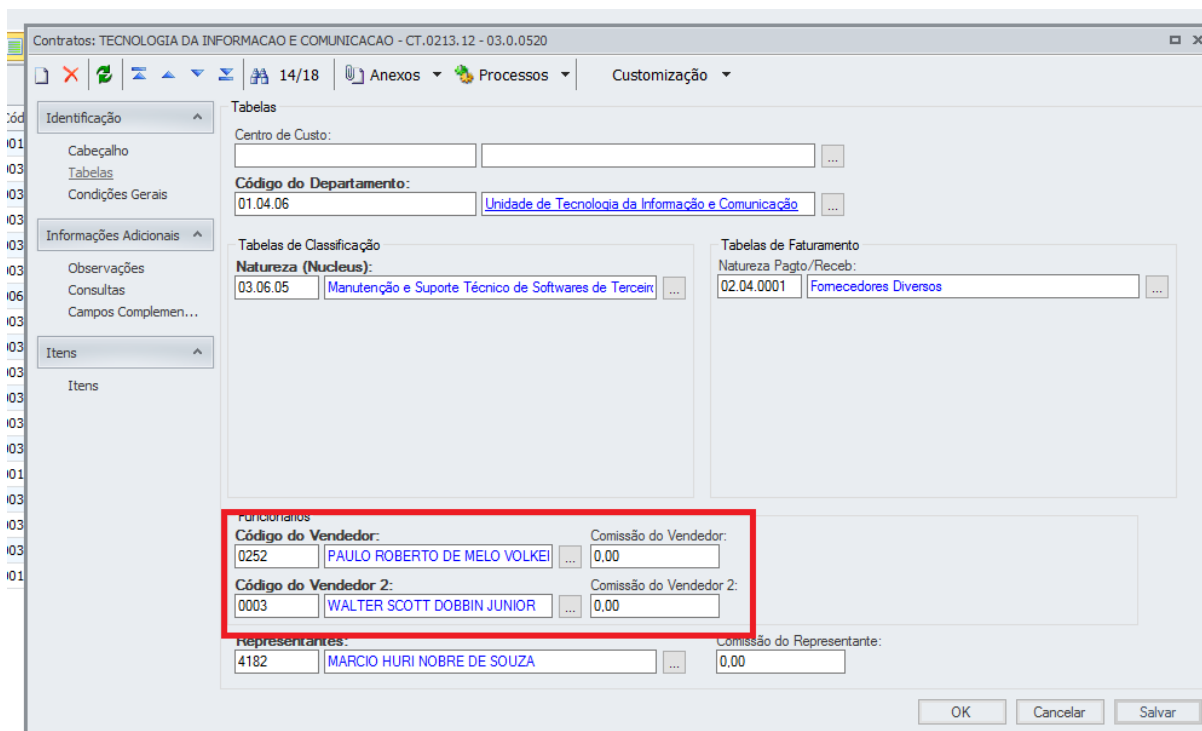 Contratos: TECNOLOGIA DA INFORMACAO E COMUNICACAO - CT.0213.12 - 03.0.0520
14/18 Anexos Processos Customização
Identificação
Cabeçalho
Tabelas
Condições Gerais
Informações Adicionais
Observações
Consultas
Campos Complemen...
Itens
Itens
Tabelas
Centro de Custo:
...
Código do Departamento:
01.04.06 Unidade de Tecnologia da Informação e Comunicação ...
Tabelas de Classificação
Natureza (Nucleus):
03.06.05 Manutenção e Suporte Técnico de Softwares de Terceiro ...
Tabelas de Faturamento
Natureza Pagto/Receb:
02.04.0001 Fornecedores Diversos ...
Funcionários
Código do Vendedor: Comissão do Vendedor:
0252 PAULO ROBERTO DE MELO VOLKEI ... 0,00
Código do Vendedor 2: Comissão do Vendedor 2:
0003 WALTER SCOTT DOBBIN JUNIOR ... 0,00
Representantes: Comissão do Representante:
4182 MARCIO HURI NOBRE DE SOUZA ... 0,00
OK Cancelar Salvar